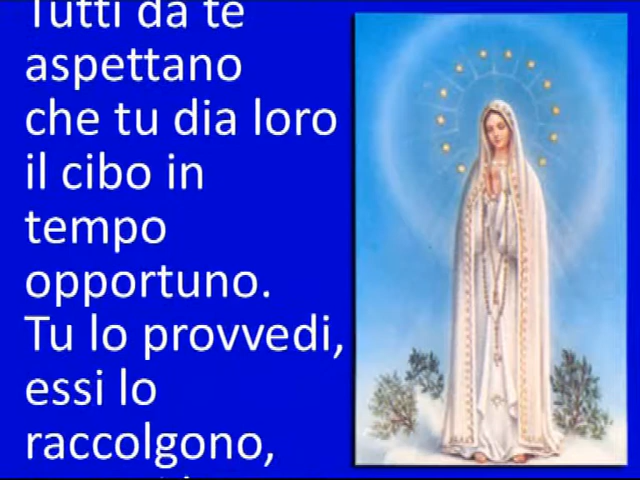 Tutti da te
aspettano
che tu dia loro
il cibo in
tempo
opportuno.
Tu lo provvedi,
essi lo
raccolgono,